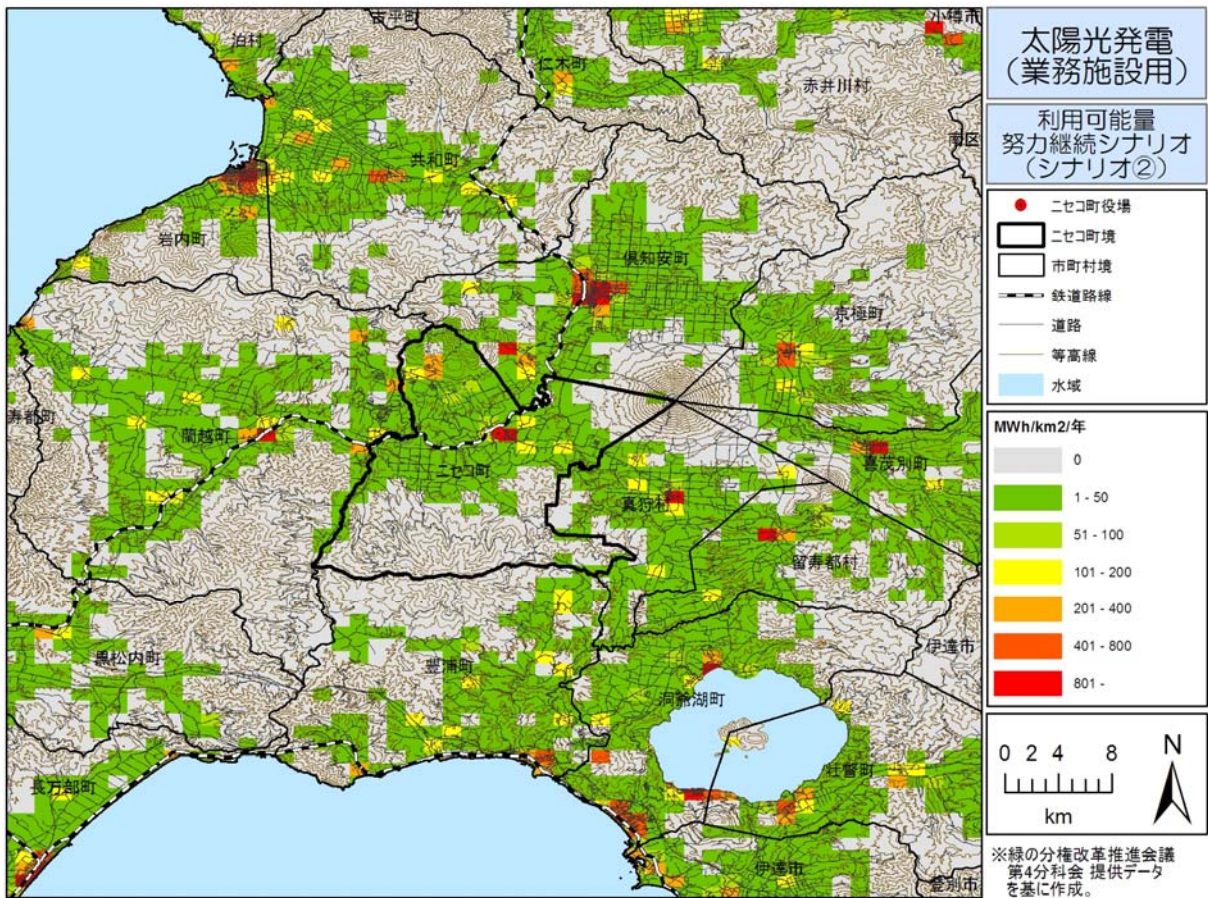 古平町
小樽市
泊村
仁木町
赤井川村
南区
共和町
岩内町
倶知安町
京極町
寿都町
蘭越町
ニセコ町
喜茂別町
真狩村
留寿都村
伊達市
黒松内町
豊浦町
洞爺湖町
壮瞥町
長万部町
伊達市
登別市
太陽光発電
(業務施設用)
利用可能量
努力継続シナリオ
(シナリオ②)
ニセコ町役場
ニセコ町境
市町村境
鉄道路線
道路
等高線
水域
MWh/km2/年
0
1 - 50
51 - 100
101 - 200
201 - 400
401 - 800
801 -
0 2 4 8
km
N
※緑の分権改革推進会議
第4分科会 提供データ
を基に作成。